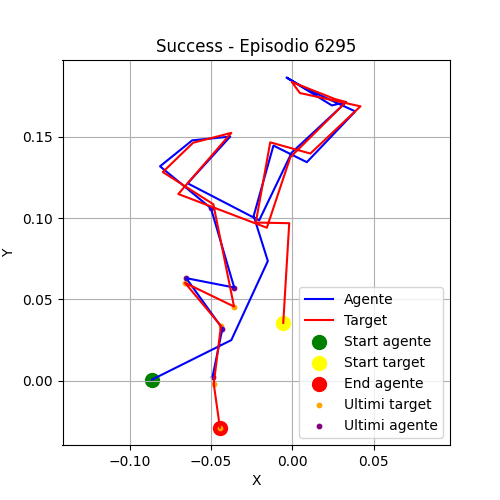 Success - Episodio 6295
Y
0.15
0.10
0.05
0.00
−0.10
−0.05
0.00
0.05
X
Agente
Target
Start agente
Start target
End agente
Ultimi target
Ultimi agente